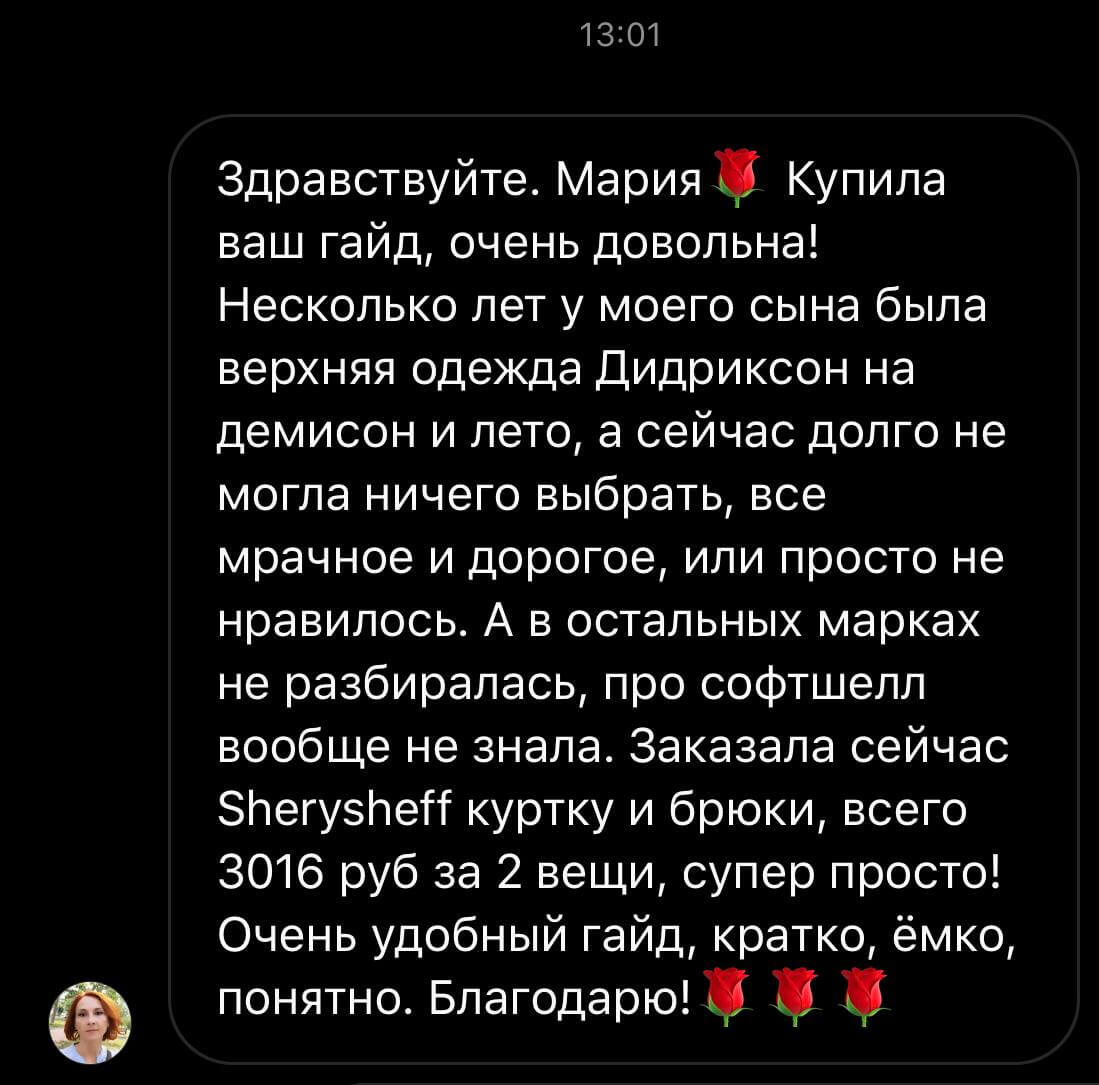 13:01
Здравствуйте. Мария🌹 Купила
ваш гайд, очень довольна!
Несколько лет у моего сына была
верхняя одежда Дидриксон на
демисон и лето, а сейчас долго не
могла ничего выбрать, все
мрачное и дорогое, или просто не
нравилось. А в остальных марках
не разбиралась, про софтшелл
вообще не знала. Заказала сейчас
Sherysheff куртку и брюки, всего
3016 руб за 2 вещи, супер просто!
Очень удобный гайд, кратко, ёмко,
понятно. Благодарю!🌹🌹🌹